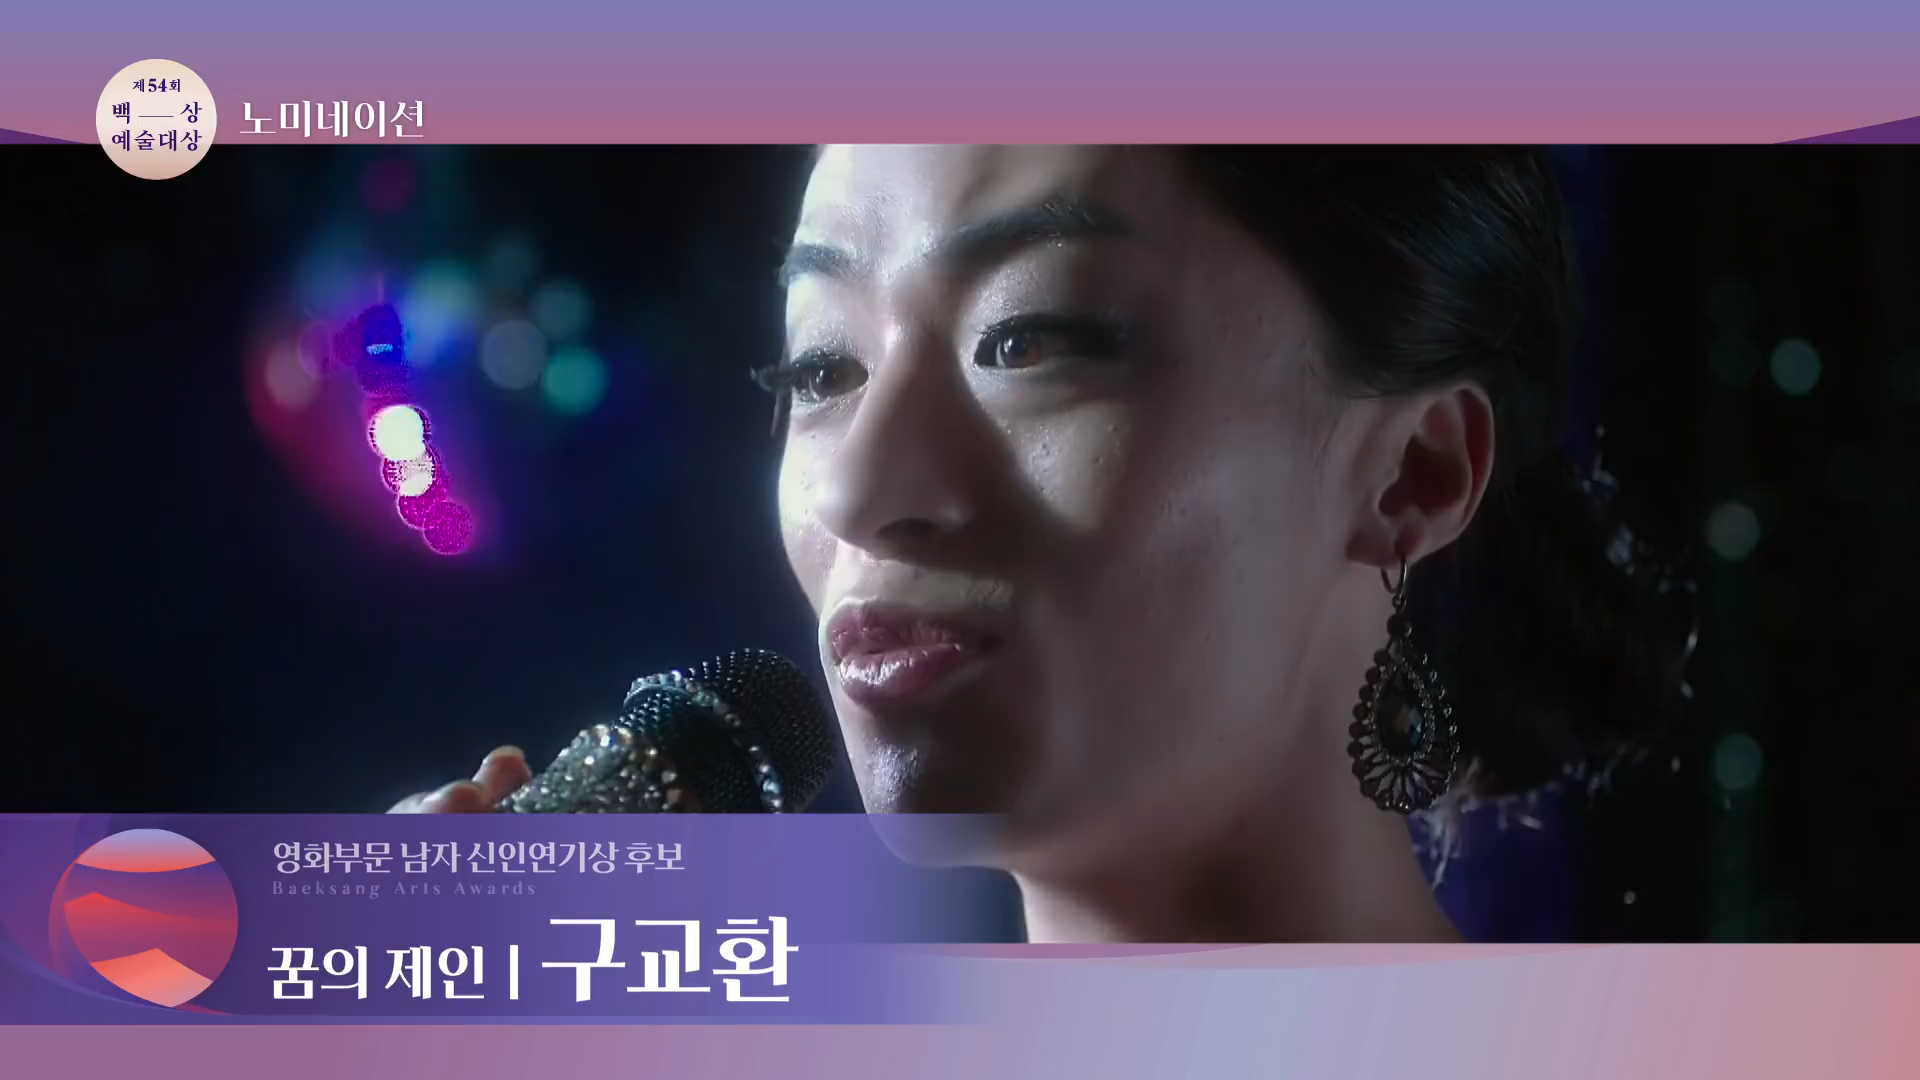 제54회
백 — 상
예술대상
노미네이션
영화부문 남자 신인연기상 후보
Baeksang Arts Awards
꿈의 제인 | 구교환